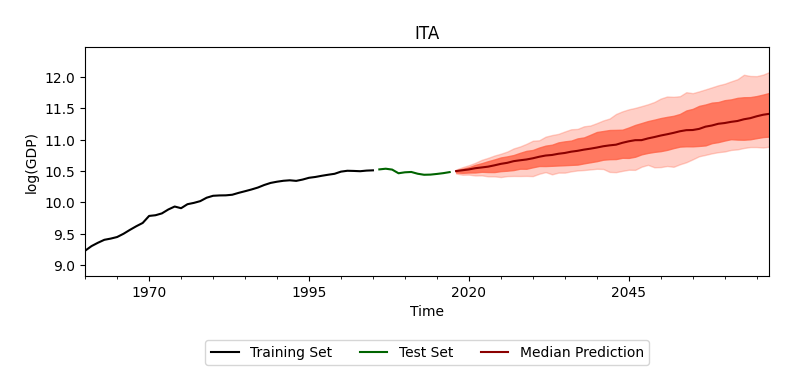 ITA
12.0
11.5
11.0
10.5
10.0
9.5
9.0
log(GDP)
1970 1995 2020 2045
Time
Training Set Test Set Median Prediction